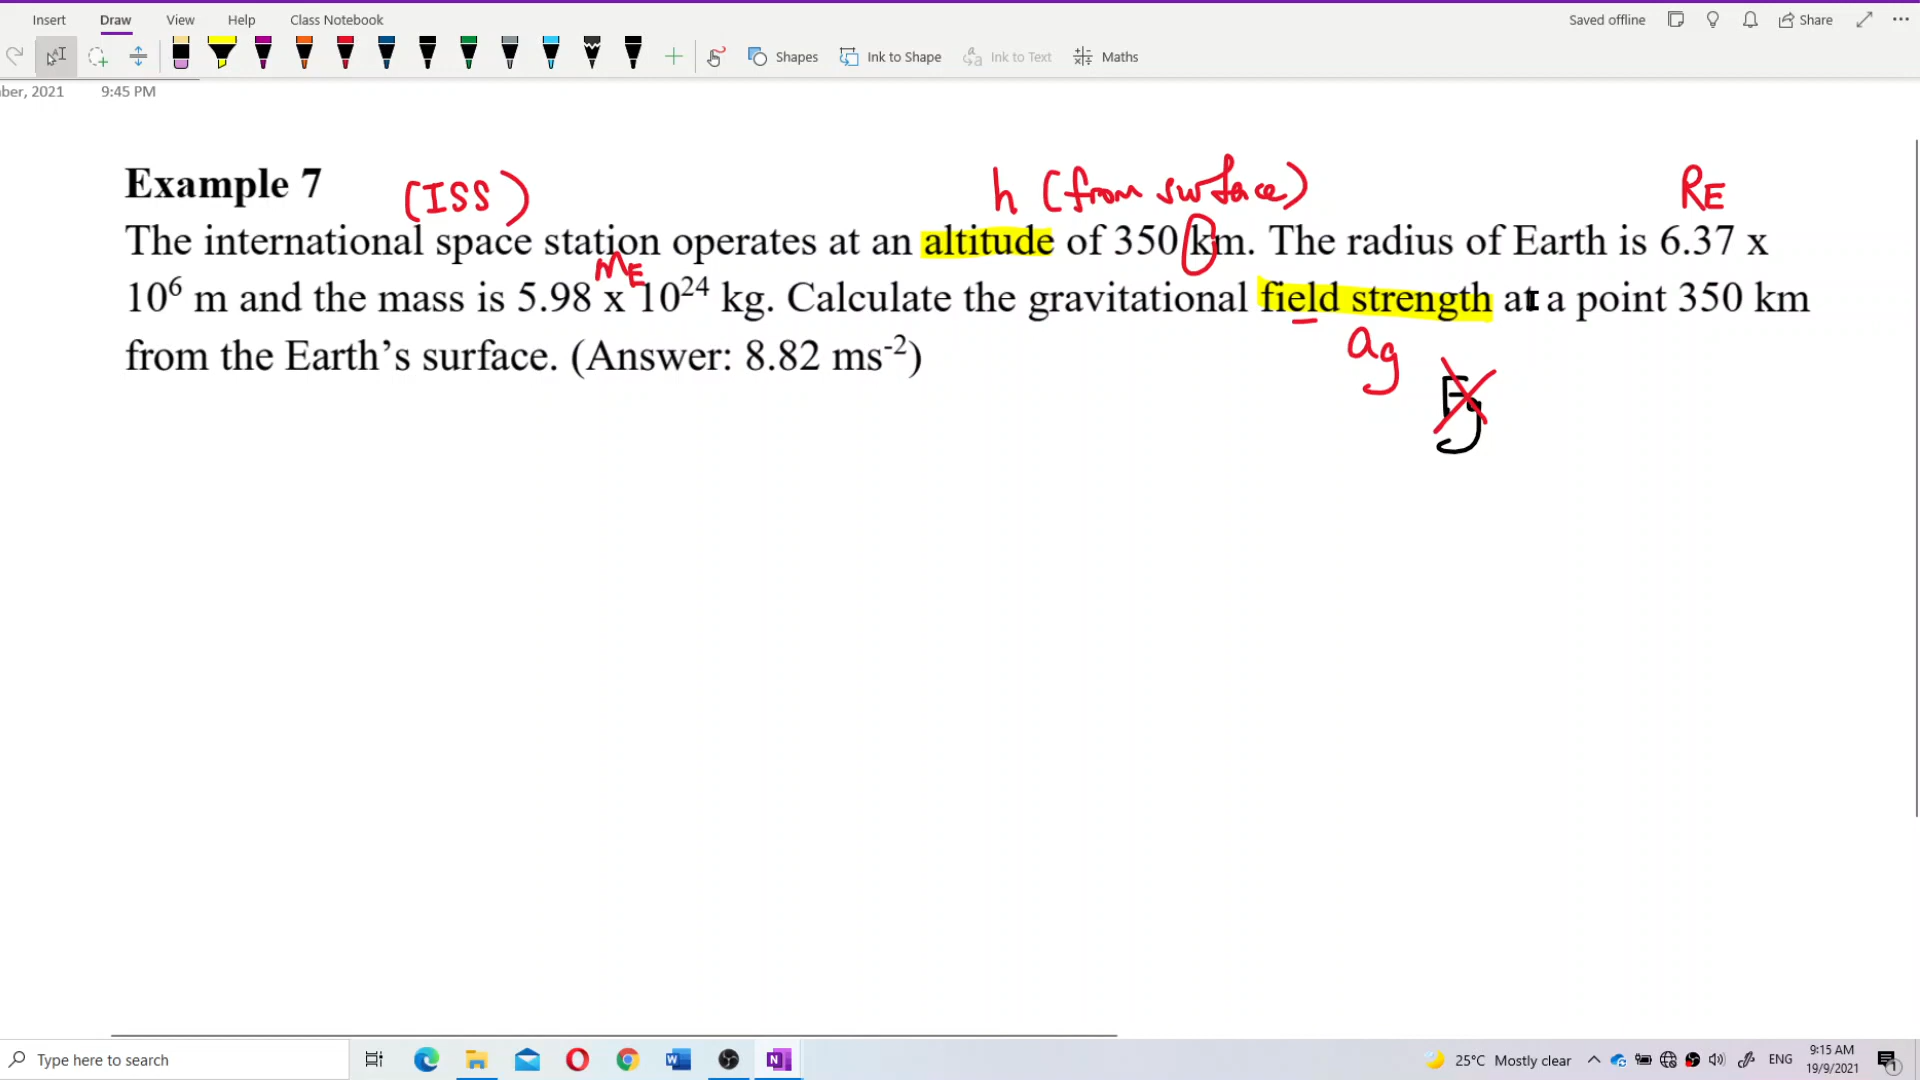 Insert Draw View Help Class Notebook Saved offline Share
Shapes Ink to Shape Ink to Text Maths
ber, 2021 9:45 PM
Example 7
(ISS) h (from surface) RE
The international space station operates at an altitude of 350 km. The radius of Earth is 6.37 x
ME
10⁶ m and the mass is 5.98 x 10²⁴ kg. Calculate the gravitational field strength at a point 350 km
from the Earth's surface. (Answer: 8.82 ms⁻²)
ag
Fg
Type here to search 25°C Mostly clear ENG 9:15 AM
19/9/2021